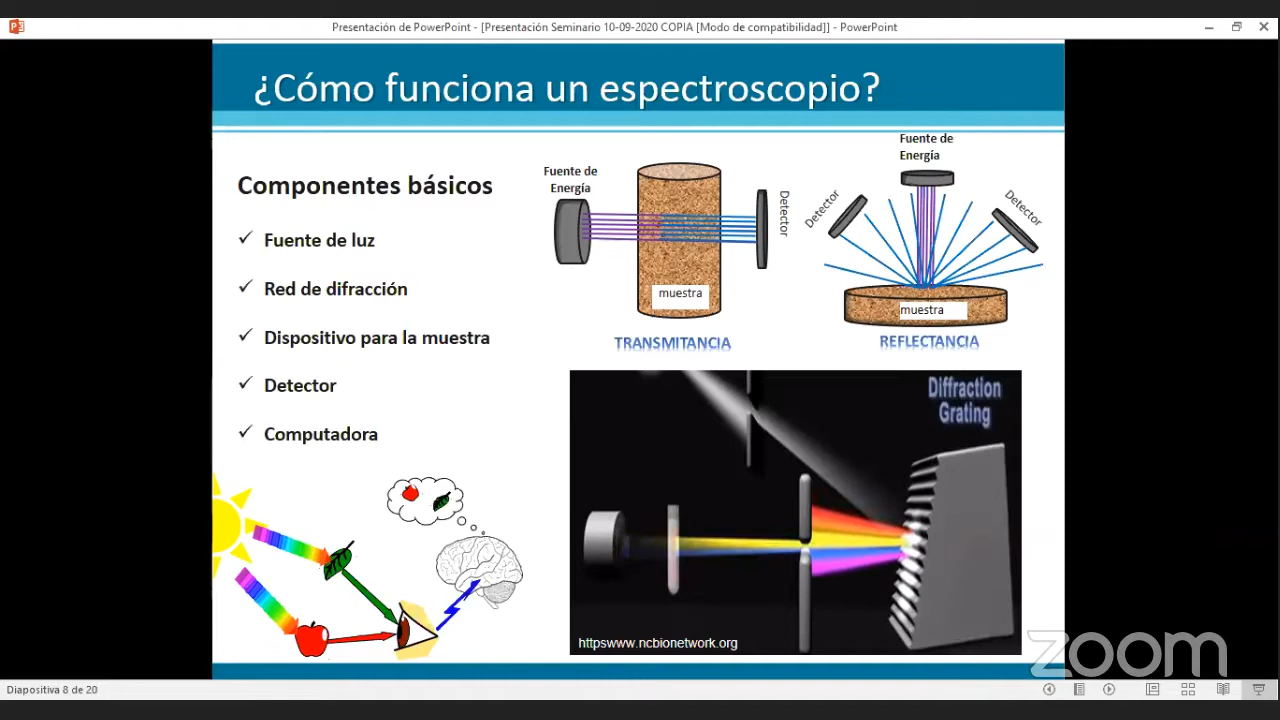 Presentación de PowerPoint - [Presentación Seminario 10-09-2020 COPIA [Modo de compatibilidad]] - PowerPoint
¿Cómo funciona un espectroscopio?
Componentes básicos
✓ Fuente de luz
✓ Red de difracción
✓ Dispositivo para la muestra
✓ Detector
✓ Computadora
Fuente de
Energía
Detector
muestra
TRANSMITANCIA
Fuente de
Energía
Detector
Detector
muestra
REFLECTANCIA
Diffraction
Grating
httpswww.ncbionetwork.org
zoom
Diapositiva 8 de 20